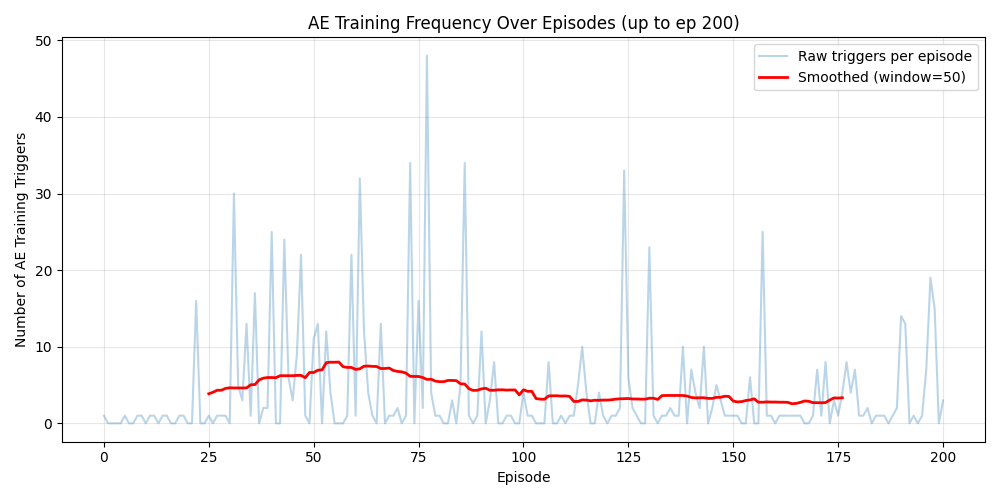 AE Training Frequency Over Episodes (up to ep 200)
Raw triggers per episode
Smoothed (window=50)
Number of AE Training Triggers
50
40
30
20
10
0
0 25 50 75 100 125 150 175 200
Episode